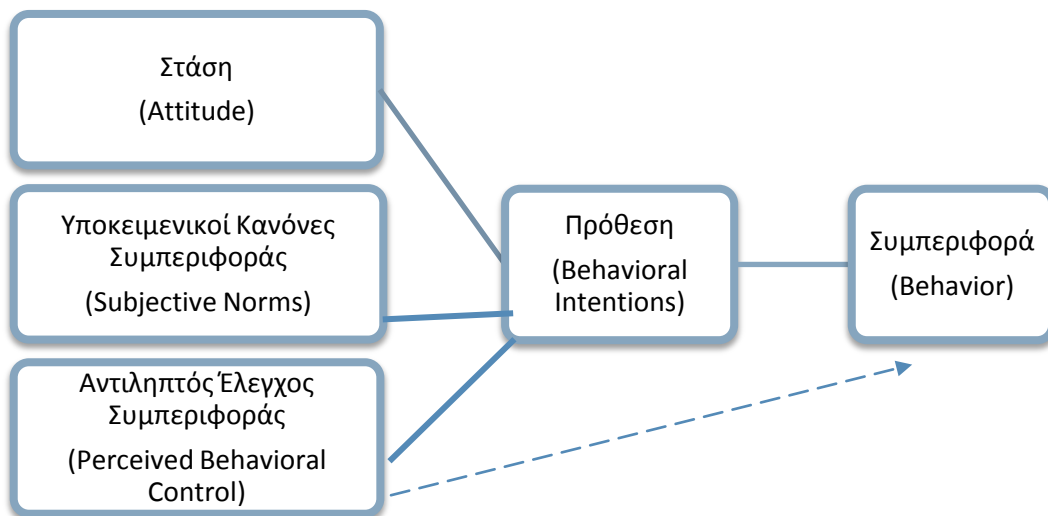 Στάση
(Attitude)
Υποκειμενικοί Κανόνες
Συμπεριφοράς
(Subjective Norms)
Αντιληπτός Έλεγχος
Συμπεριφοράς
(Perceived Behavioral
Control)
Πρόθεση
(Behavioral
Intentions)
Συμπεριφορά
(Behavior)